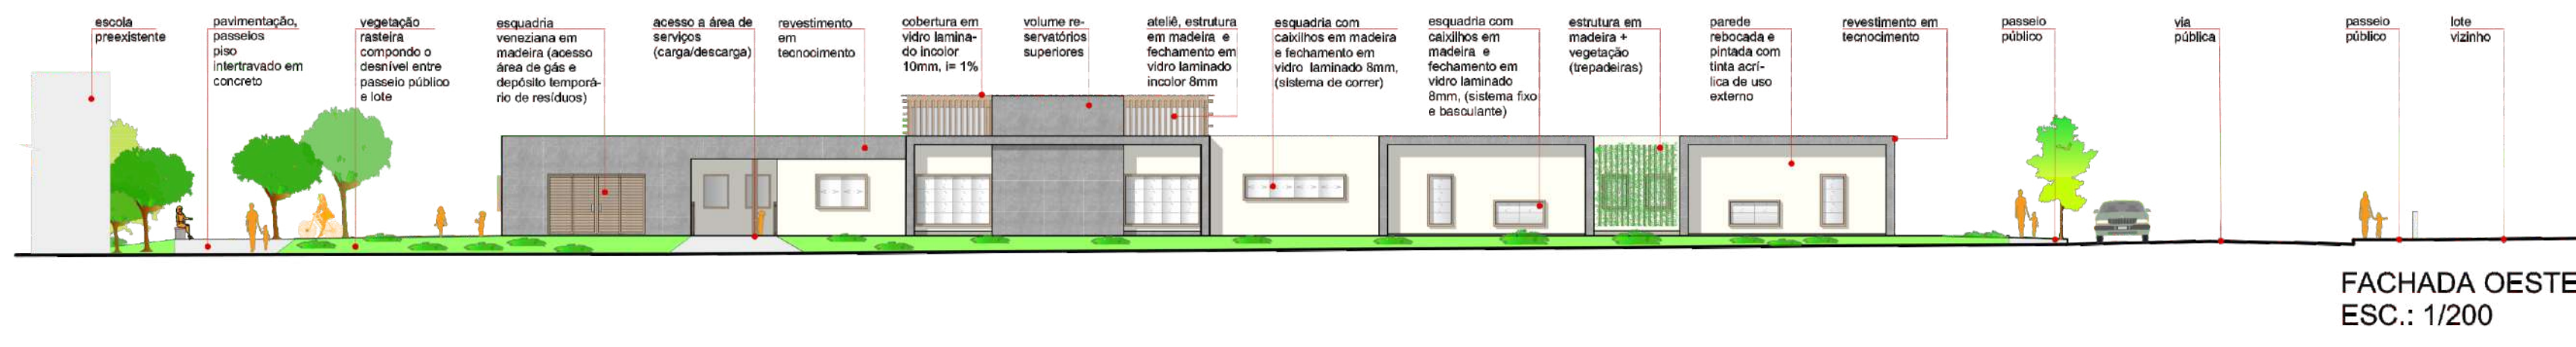 escola
preexistente
pavimentação,
passeios
piso
intertravado em
concreto
vegetação
rasteira
compondo o
desnível entre
passeio público
e lote
esquadria
veneziana em
madeira (acesso
área de gás e
depósito temporá-
rio de resíduos)
acesso a área de
serviços
(carga/descarga)
revestimento
em
tecnocimento
cobertura em
vidro lamina-
do incolor
10mm, i= 1%
volume re-
servatórios
superiores
ateliê, estrutura
em madeira e
fechamento em
vidro laminado
incolor 8mm
esquadria com
caixilhos em madeira
e fechamento em
vidro laminado 8mm,
(sistema de correr)
esquadria com
caixilhos em
madeira e
fechamento em
vidro laminado
8mm, (sistema fixo
e basculante)
estrutura em
madeira +
vegetação
(trepadeiras)
parede
rebocada e
pintada com
tinta acrí-
lica de uso
externo
revestimento em
tecnocimento
passeio
público
via
pública
passeio
público
lote
vizinho
FACHADA OESTE
ESC.: 1/200